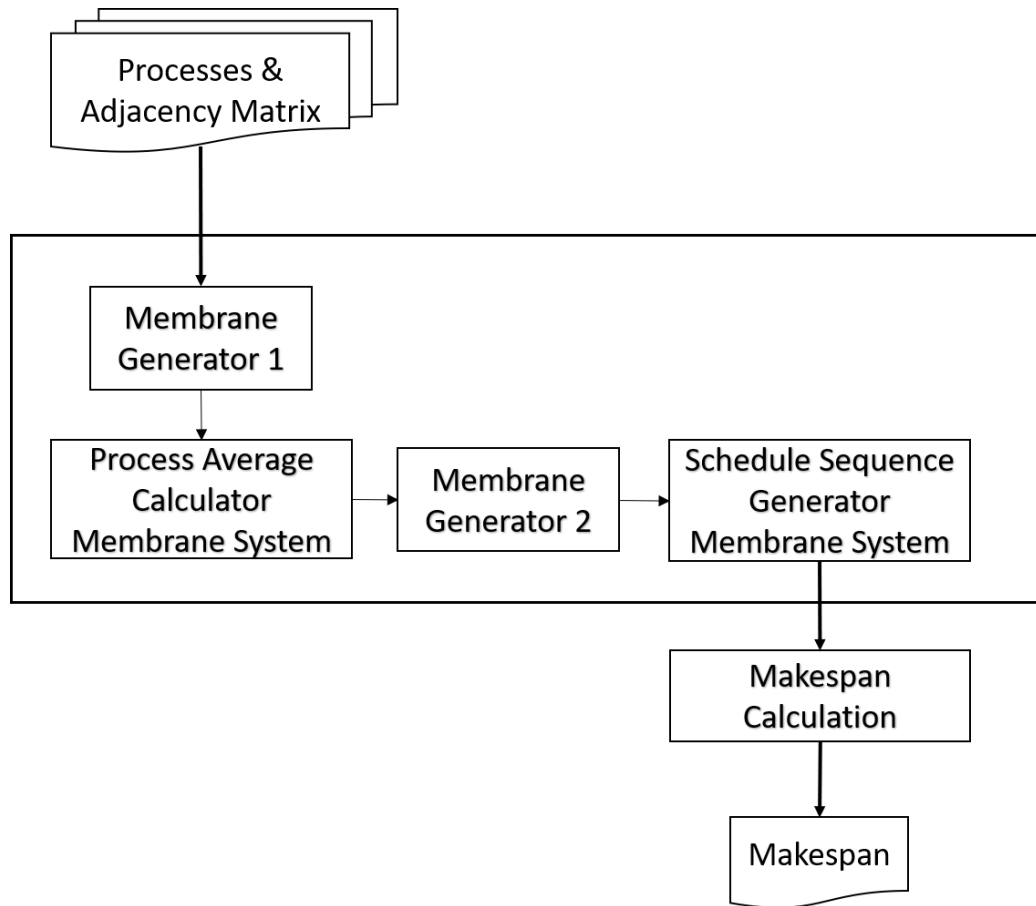 Processes &
Adjacency Matrix
Membrane
Generator 1
Process Average
Calculator
Membrane System
Membrane
Generator 2
Schedule Sequence
Generator
Membrane System
Makespan
Calculation
Makespan